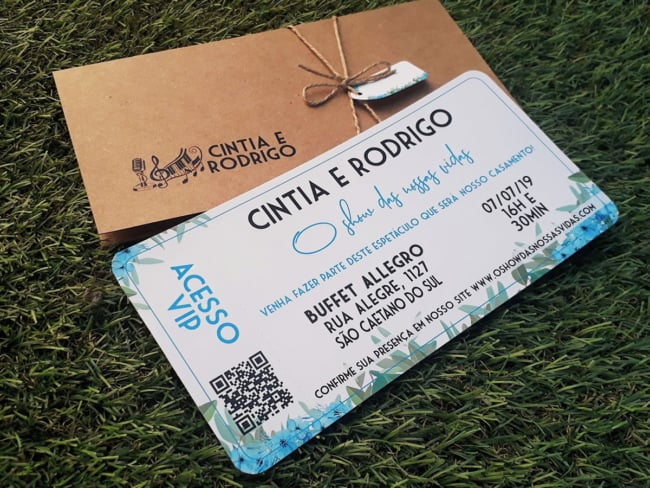 CINTIA E
RODRIGO
CINTIA E RODRIGO
O show das nossas vidas
VENHA FAZER PARTE DESTE ESPETÁCULO QUE SERÁ NOSSO CASAMENTO!
ACESSO
VIP
BUFFET ALLEGRO
RUA ALEGRE, 1127
SÃO CAETANO DO SUL
07/07/19
16H E
30MIN
CONFIRME SUA PRESENÇA EM NOSSO SITE WWW.OSHOWDASNOSSASVIDAS.COM